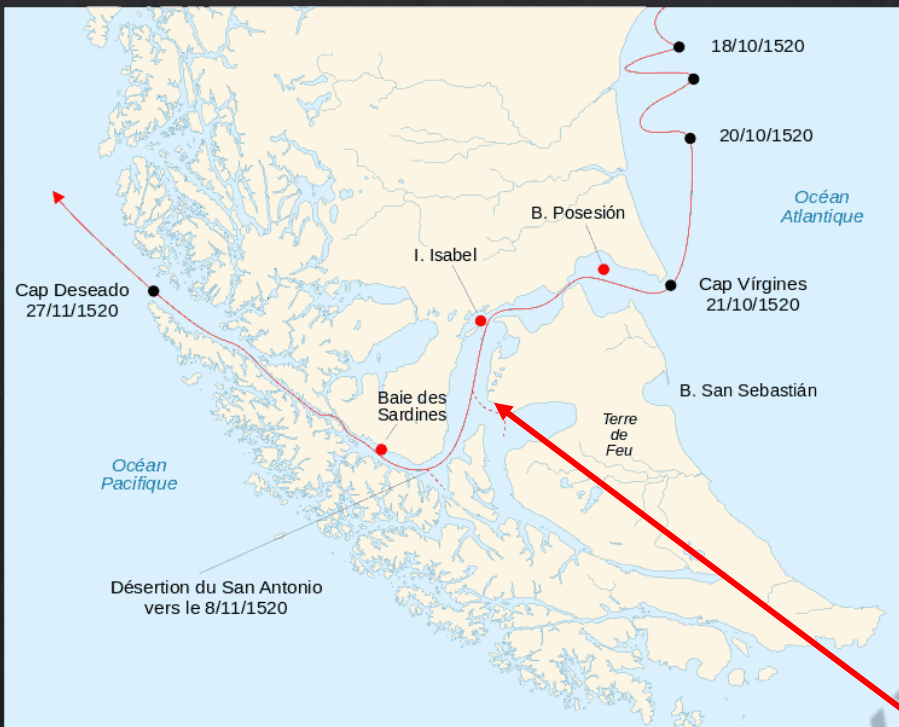 18/10/1520
20/10/1520
Océan
Atlantique
B. Posesión
I. Isabel
Cap Deseado
27/11/1520
Cap Vírgines
21/10/1520
B. San Sebastián
Baie des
Sardines
Terre
de
Feu
Océan
Pacifique
Désertion du San Antonio
vers le 8/11/1520